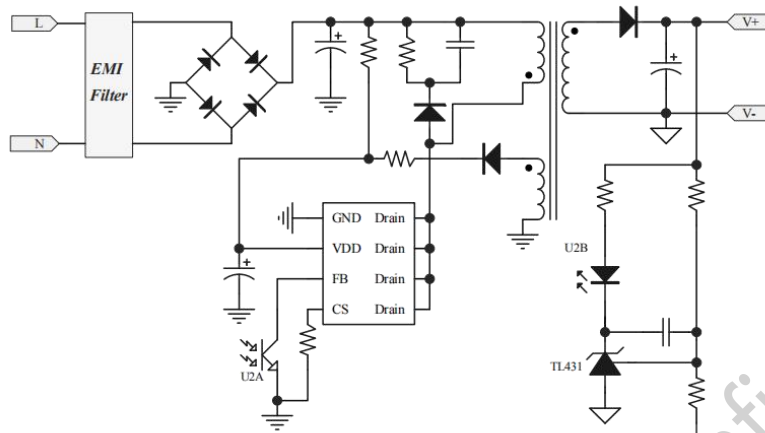 L
V+
EMI
Filter
V-
N
GND Drain
VDD Drain
FB Drain
CS Drain
U2B
U2A
TL431